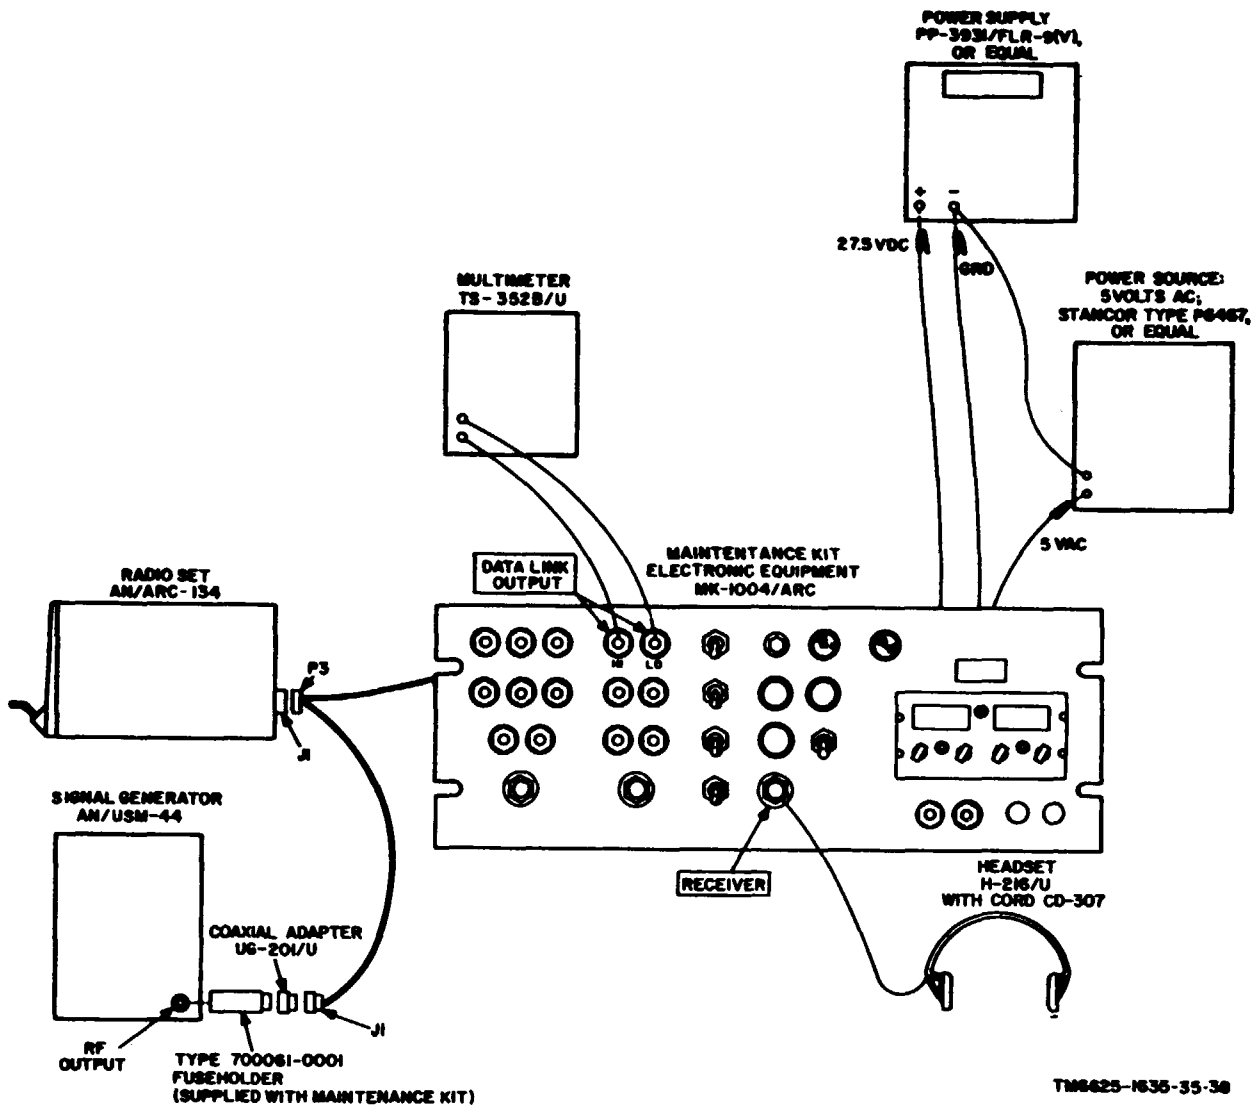 POWER SUPPLY
PP-3931/FLR-9(V),
OR EQUAL
+ -
27.5 VDC
GRD
MULTIMETER
TS-352B/U
POWER SOURCE:
5VOLTS AC;
STANCOR TYPE P6467,
OR EQUAL
5 VAC
DATA LINK
OUTPUT
MAINTENTANCE KIT
ELECTRONIC EQUIPMENT
MK-1004/ARC
RADIO SET
AN/ARC-134
HI LO
P3
J1
SIGNAL GENERATOR
AN/USM-44
RECEIVER
HEADSET
H-216/U
WITH CORD CD-307
COAXIAL ADAPTER
UG-201/U
J1
RF
OUTPUT
TYPE 700061-0001
FUSEHOLDER
(SUPPLIED WITH MAINTENANCE KIT)
TM6625-1635-35-38